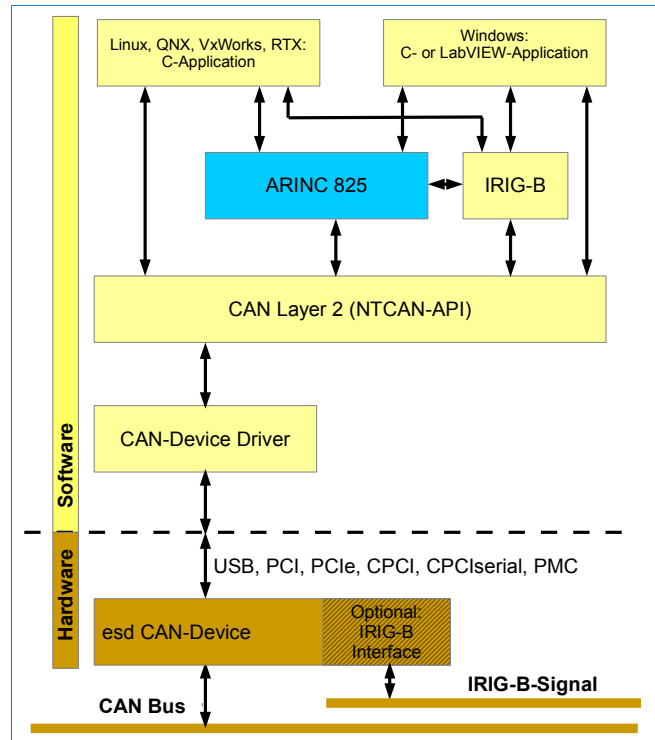 Linux, QNX, VxWorks, RTX:
C-Application
Windows:
C- or LabVIEW-Application
ARINC 825
IRIG-B
CAN Layer 2 (NTCAN-API)
CAN-Device Driver
Software
Hardware
USB, PCI, PCIe, CPCI, CPCIserial, PMC
esd CAN-Device
Optional:
IRIG-B
Interface
IRIG-B-Signal
CAN Bus